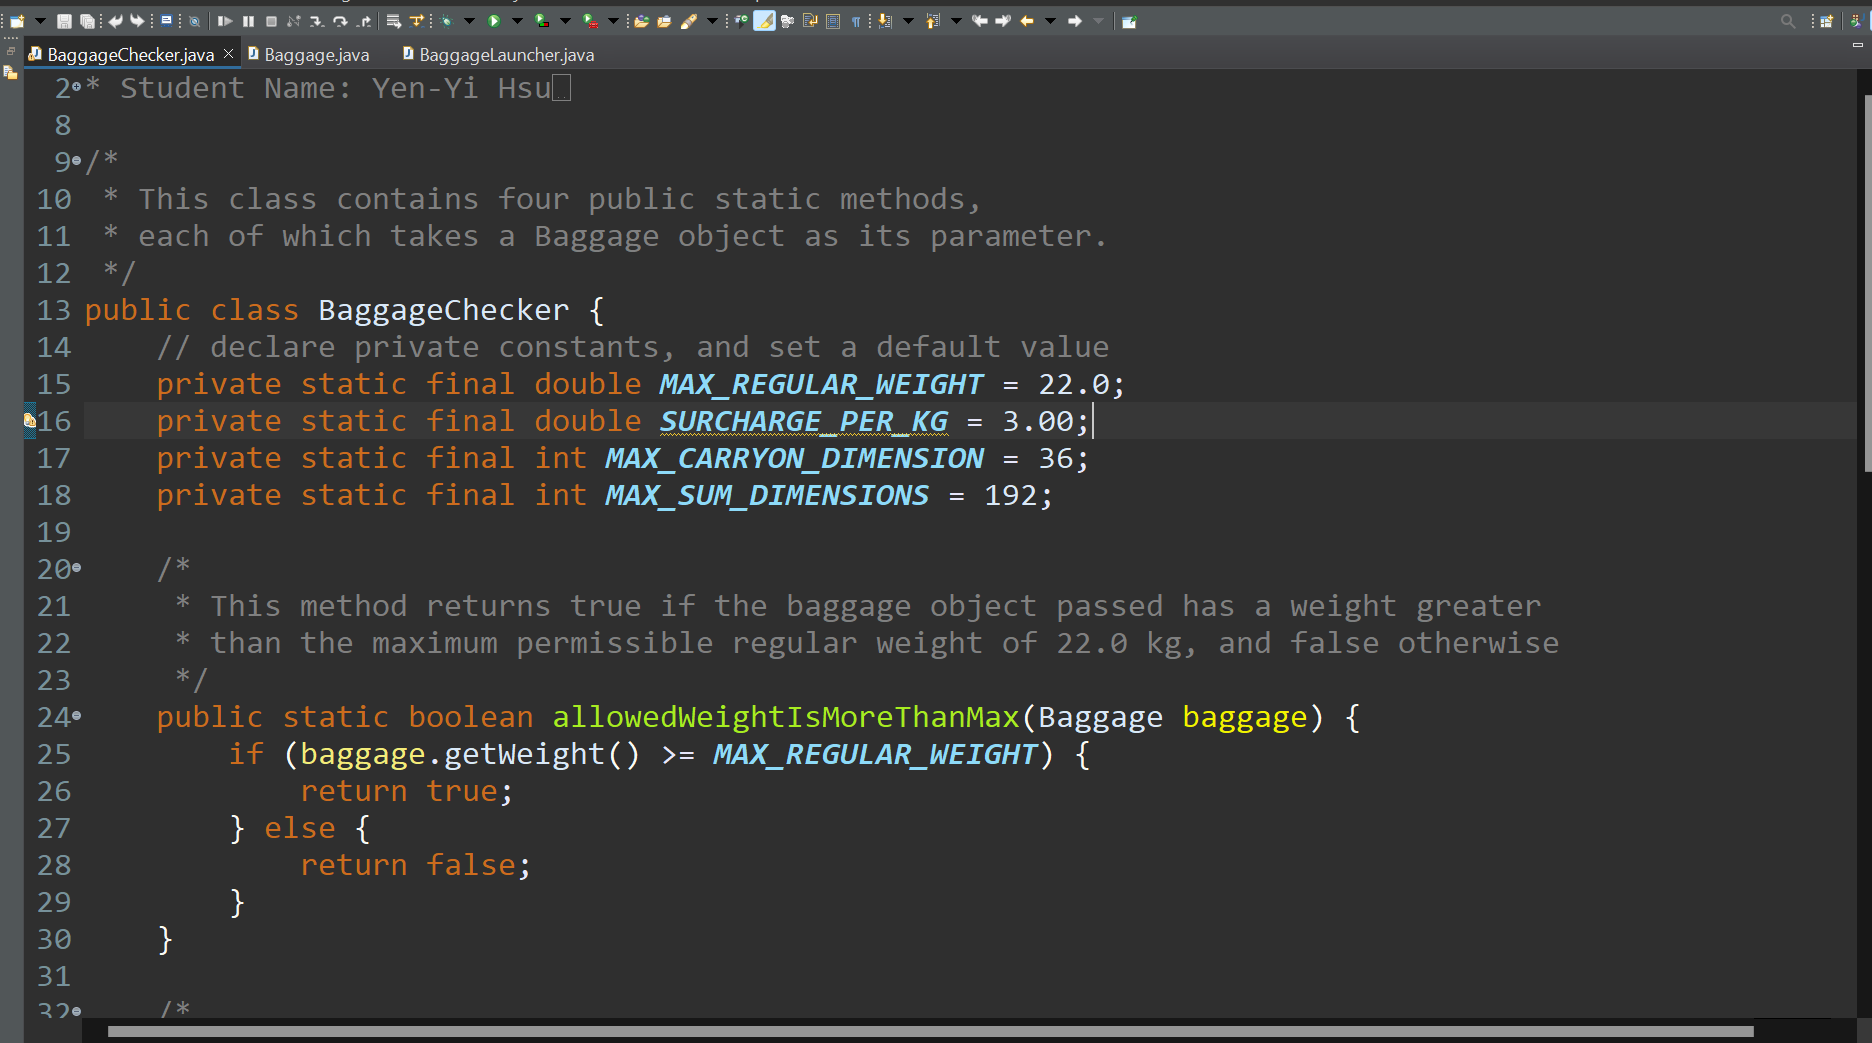 BaggageChecker.java Baggage.java BaggageLauncher.java
2 * Student Name: Yen-Yi Hsu
8
9 /*
10  * This class contains four public static methods,
11  * each of which takes a Baggage object as its parameter.
12  */
13 public class BaggageChecker {
14     // declare private constants, and set a default value
15     private static final double MAX_REGULAR_WEIGHT = 22.0;
16     private static final double SURCHARGE_PER_KG = 3.00;
17     private static final int MAX_CARRYON_DIMENSION = 36;
18     private static final int MAX_SUM_DIMENSIONS = 192;
19
20     /*
21      * This method returns true if the baggage object passed has a weight greater
22      * than the maximum permissible regular weight of 22.0 kg, and false otherwise
23      */
24     public static boolean allowedWeightIsMoreThanMax(Baggage baggage) {
25         if (baggage.getWeight() >= MAX_REGULAR_WEIGHT) {
26             return true;
27         } else {
28             return false;
29         }
30     }
31
32     /*